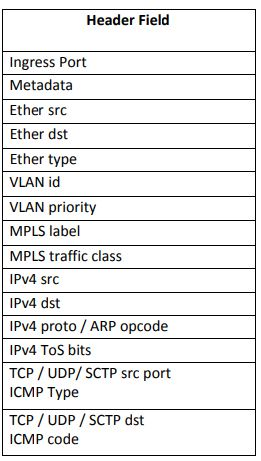 Header Field
Ingress Port
Metadata
Ether src
Ether dst
Ether type
VLAN id
VLAN priority
MPLS label
MPLS traffic class
IPv4 src
IPv4 dst
IPv4 proto / ARP opcode
IPv4 ToS bits
TCP / UDP/ SCTP src port
ICMP Type
TCP / UDP / SCTP dst
ICMP code